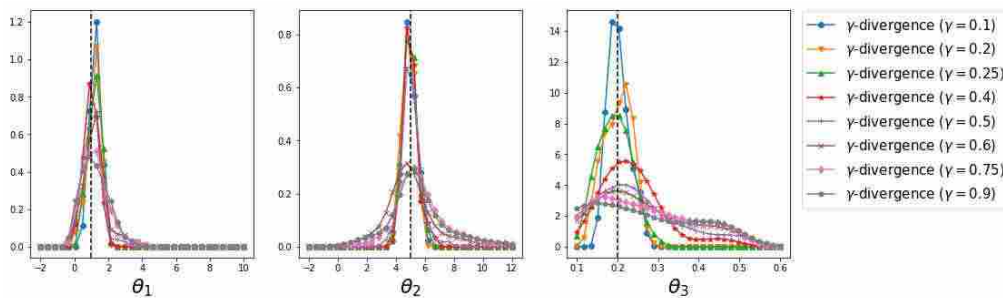 1.2
1.0
0.8
0.6
0.4
0.2
0.0
−2 0 2 4 6 8 10
θ1
0.8
0.6
0.4
0.2
0.0
−2 0 2 4 6 8 10 12
θ2
14
12
10
8
6
4
2
0
0.1 0.2 0.3 0.4 0.5 0.6
θ3
γ-divergence (γ = 0.1)
γ-divergence (γ = 0.2)
γ-divergence (γ = 0.25)
γ-divergence (γ = 0.4)
γ-divergence (γ = 0.5)
γ-divergence (γ = 0.6)
γ-divergence (γ = 0.75)
γ-divergence (γ = 0.9)